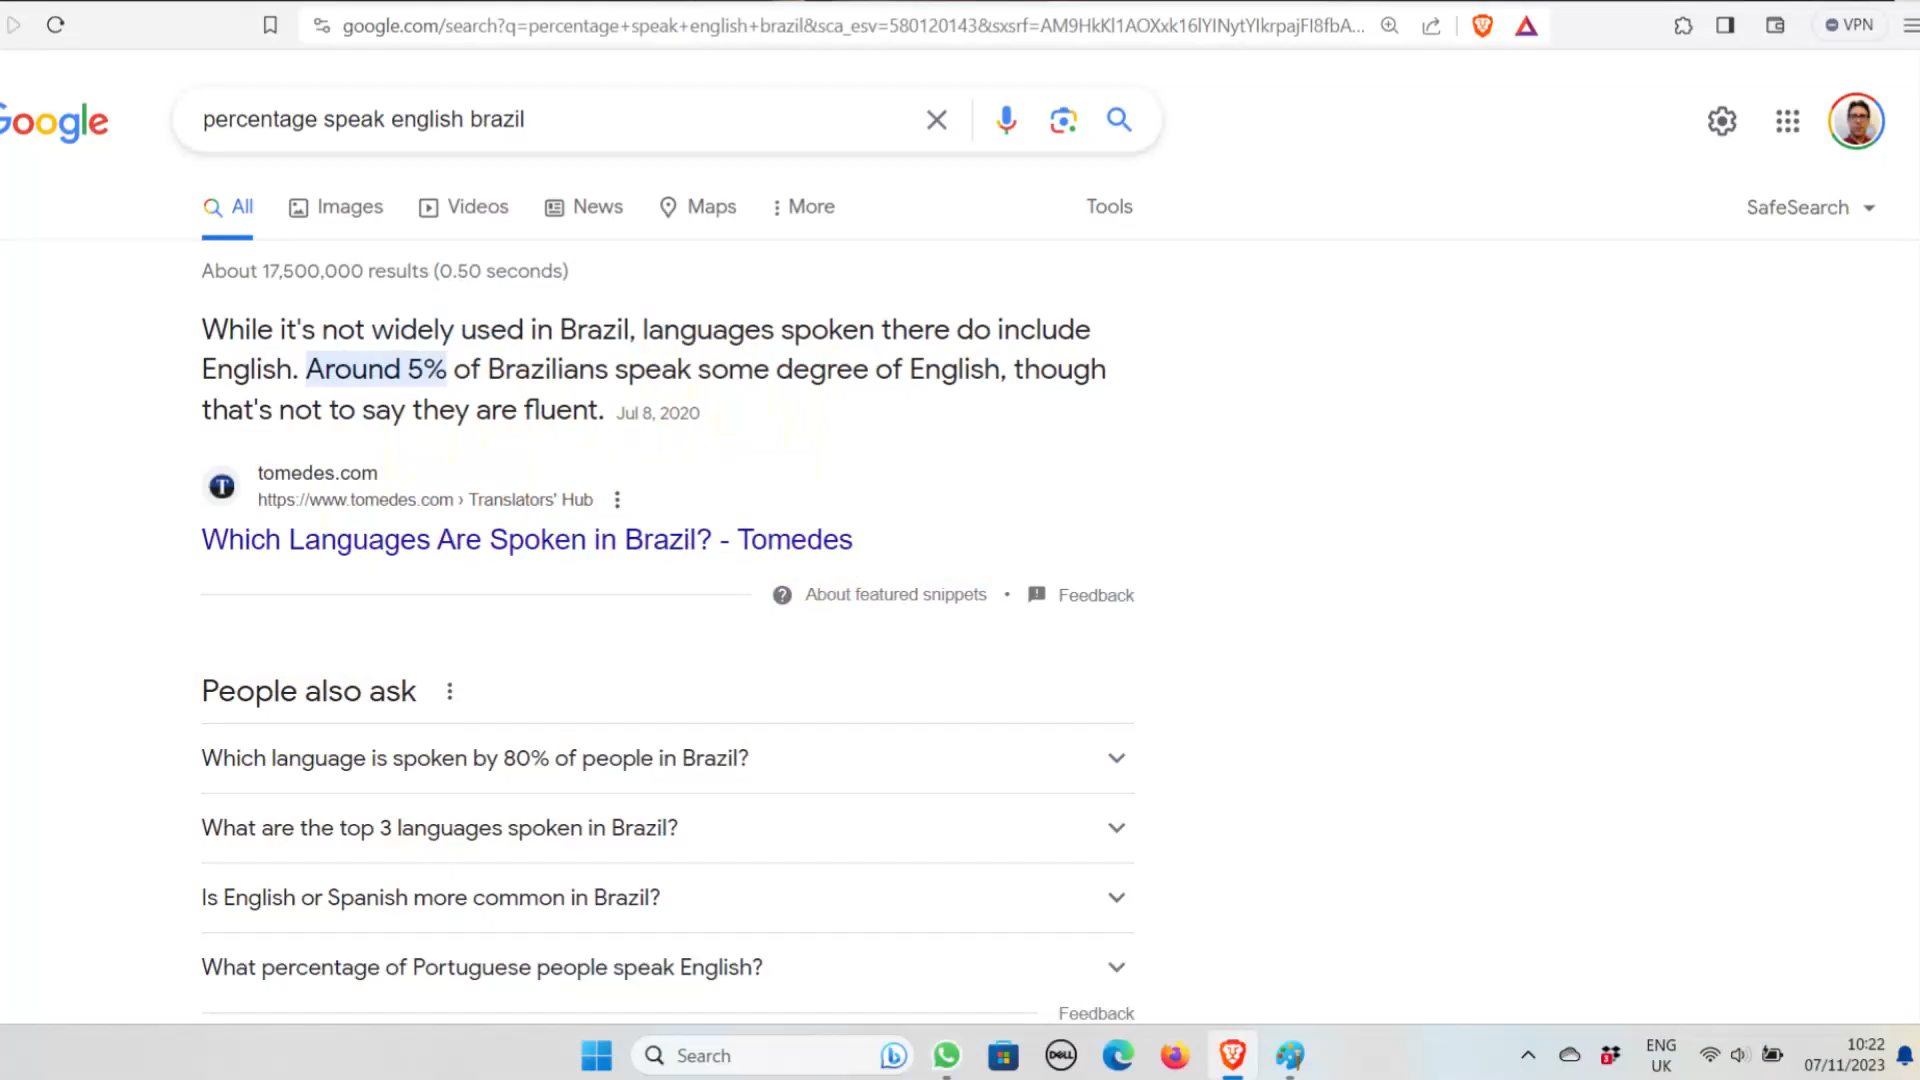 google.com/search?q=percentage+speak+english+brazil&sca_esv=580120143&sxsrf=AM9HkKl1AOXxk16lYINytYIkrpajFI8fbA...
VPN
Google
percentage speak english brazil
All
Images
Videos
News
Maps
More
Tools
SafeSearch
About 17,500,000 results (0.50 seconds)
While it's not widely used in Brazil, languages spoken there do include
English. Around 5% of Brazilians speak some degree of English, though
that's not to say they are fluent. Jul 8, 2020
T
tomedes.com
https://www.tomedes.com › Translators' Hub
Which Languages Are Spoken in Brazil? - Tomedes
About featured snippets • Feedback
People also ask
Which language is spoken by 80% of people in Brazil?
What are the top 3 languages spoken in Brazil?
Is English or Spanish more common in Brazil?
What percentage of Portuguese people speak English?
Feedback
Search
DELL
ENG
UK
10:22
07/11/2023